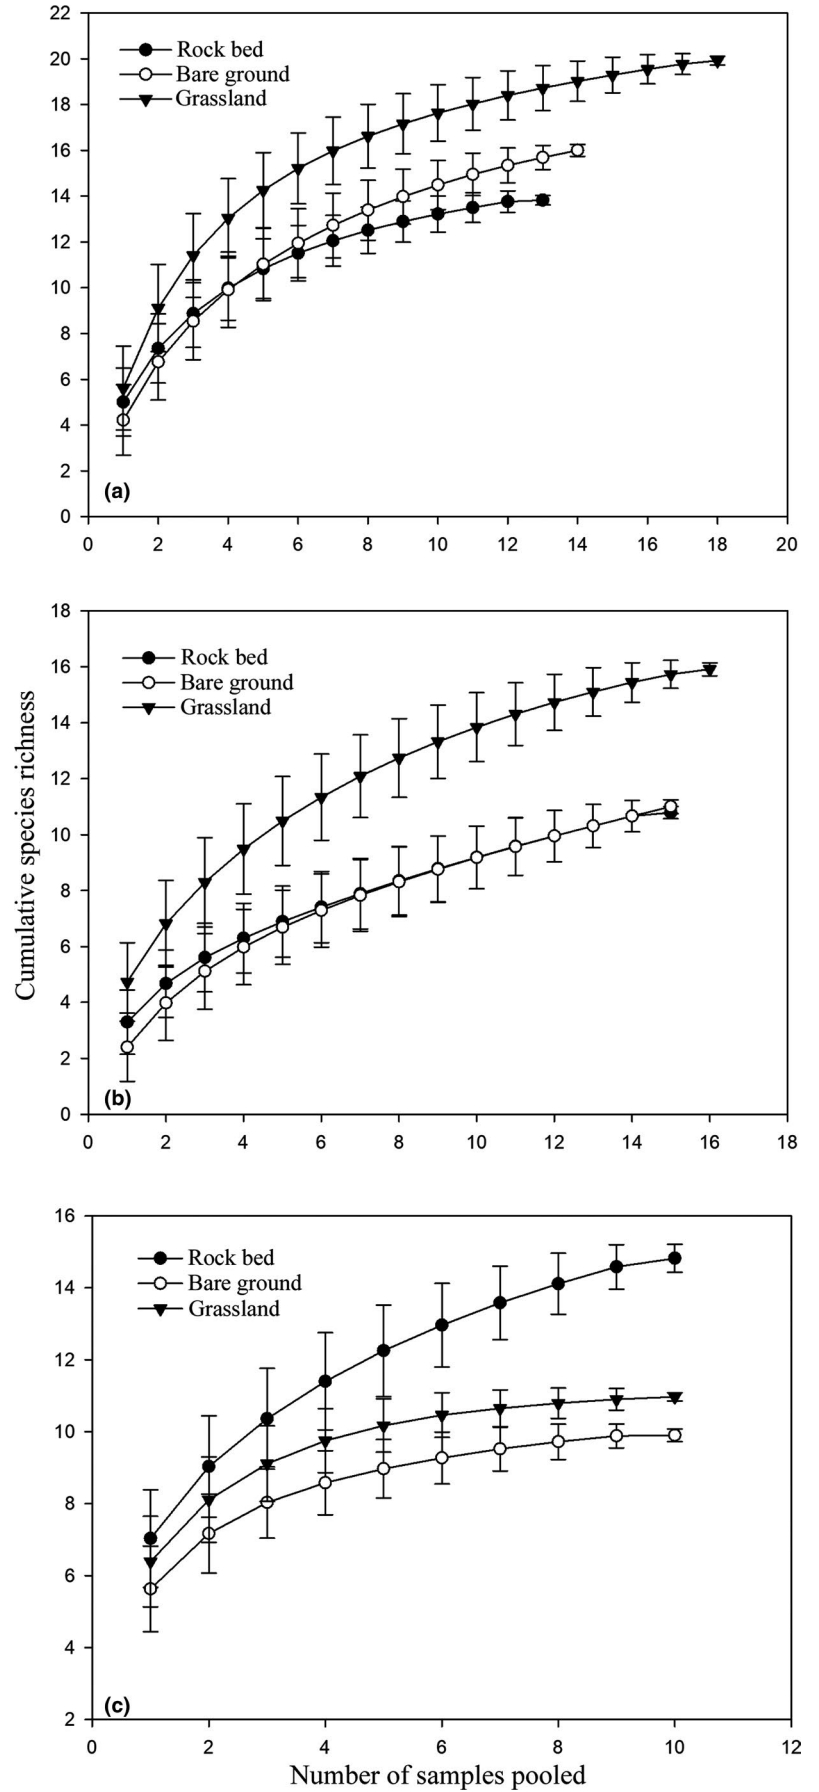 22
20
18
16
14
12
10
8
6
4
2
0
Rock bed
Bare ground
Grassland
(a)
0 2 4 6 8 10 12 14 16 18 20
Cumulative species richness
18
16
14
12
10
8
6
4
2
0
Rock bed
Bare ground
Grassland
(b)
0 2 4 6 8 10 12 14 16 18
16
14
12
10
8
6
4
2
Rock bed
Bare ground
Grassland
(c)
0 2 4 6 8 10 12
Number of samples pooled